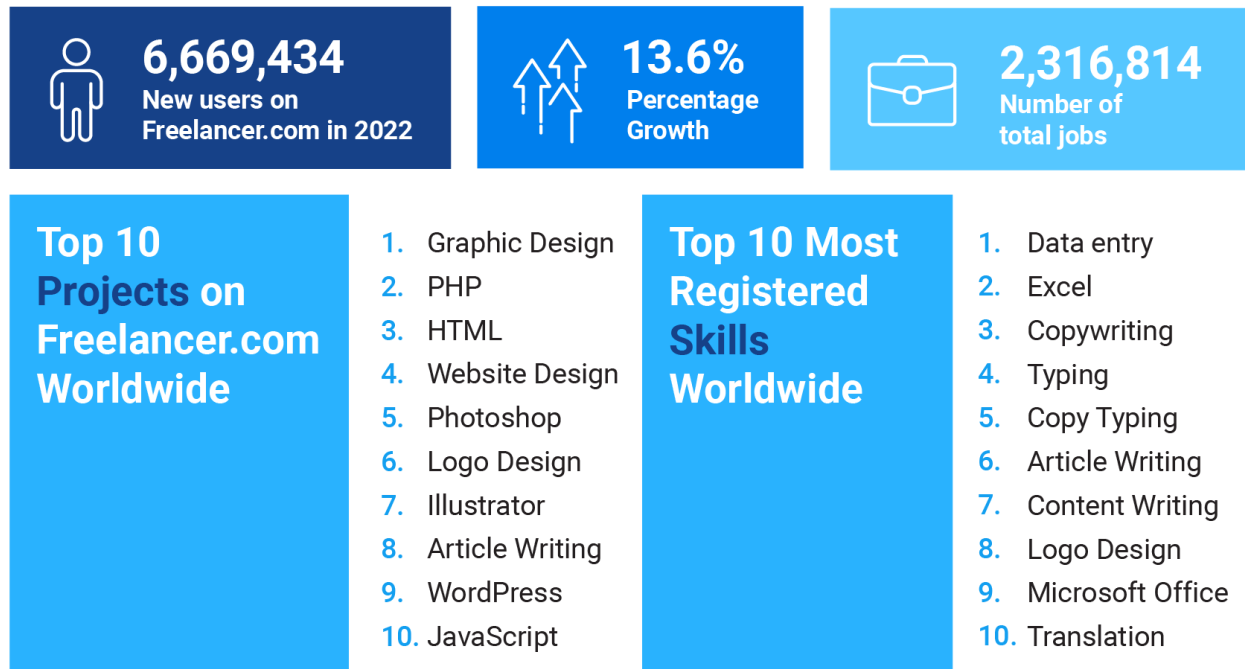 6,669,434
New users on
Freelancer.com in 2022
13.6%
Percentage
Growth
2,316,814
Number of
total jobs
Top 10
Projects on
Freelancer.com
Worldwide
1. Graphic Design
2. PHP
3. HTML
4. Website Design
5. Photoshop
6. Logo Design
7. Illustrator
8. Article Writing
9. WordPress
10. JavaScript
Top 10 Most
Registered
Skills
Worldwide
1. Data entry
2. Excel
3. Copywriting
4. Typing
5. Copy Typing
6. Article Writing
7. Content Writing
8. Logo Design
9. Microsoft Office
10. Translation